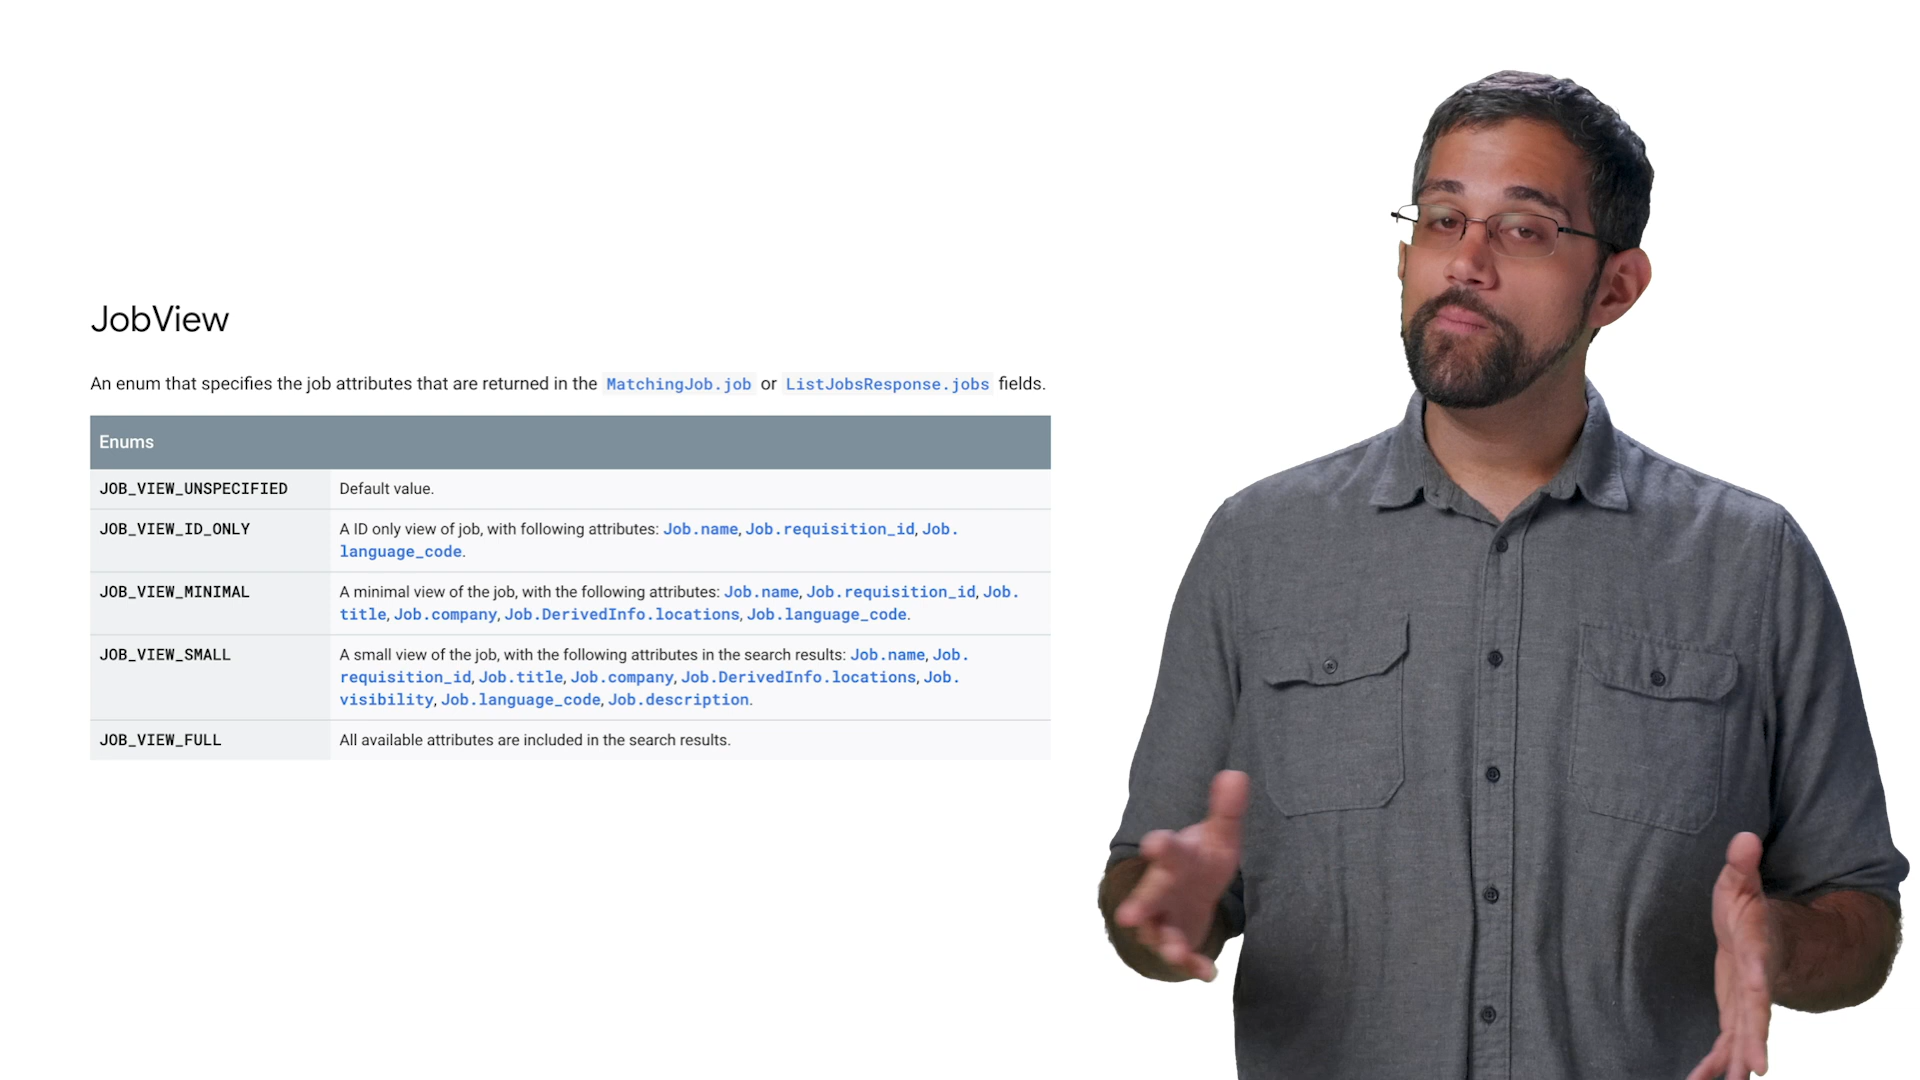 JobView
An enum that specifies the job attributes that are returned in the MatchingJob.job or ListJobsResponse.jobs fields.
Enums
JOB_VIEW_UNSPECIFIED Default value.
JOB_VIEW_ID_ONLY A ID only view of job, with following attributes: Job.name, Job.requisition_id, Job.
language_code.
JOB_VIEW_MINIMAL A minimal view of the job, with the following attributes: Job.name, Job.requisition_id, Job.
title, Job.company, Job.DerivedInfo.locations, Job.language_code.
JOB_VIEW_SMALL A small view of the job, with the following attributes in the search results: Job.name, Job.
requisition_id, Job.title, Job.company, Job.DerivedInfo.locations, Job.
visibility, Job.language_code, Job.description.
JOB_VIEW_FULL All available attributes are included in the search results.